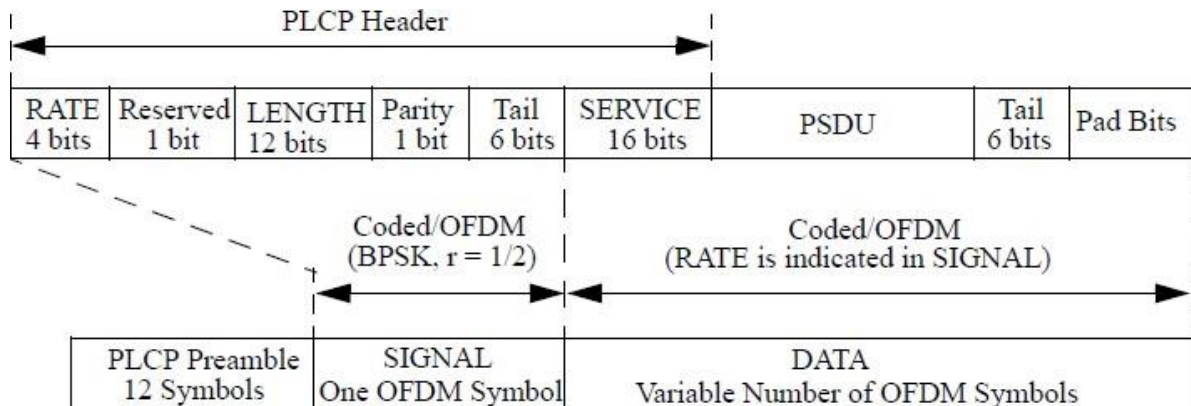 PLCP Header
RATE Reserved LENGTH Parity Tail SERVICE PSDU Tail Pad Bits
4 bits 1 bit 12 bits 1 bit 6 bits 16 bits 6 bits
Coded/OFDM Coded/OFDM
(BPSK, r = 1/2) (RATE is indicated in SIGNAL)
PLCP Preamble SIGNAL DATA
12 Symbols One OFDM Symbol Variable Number of OFDM Symbols